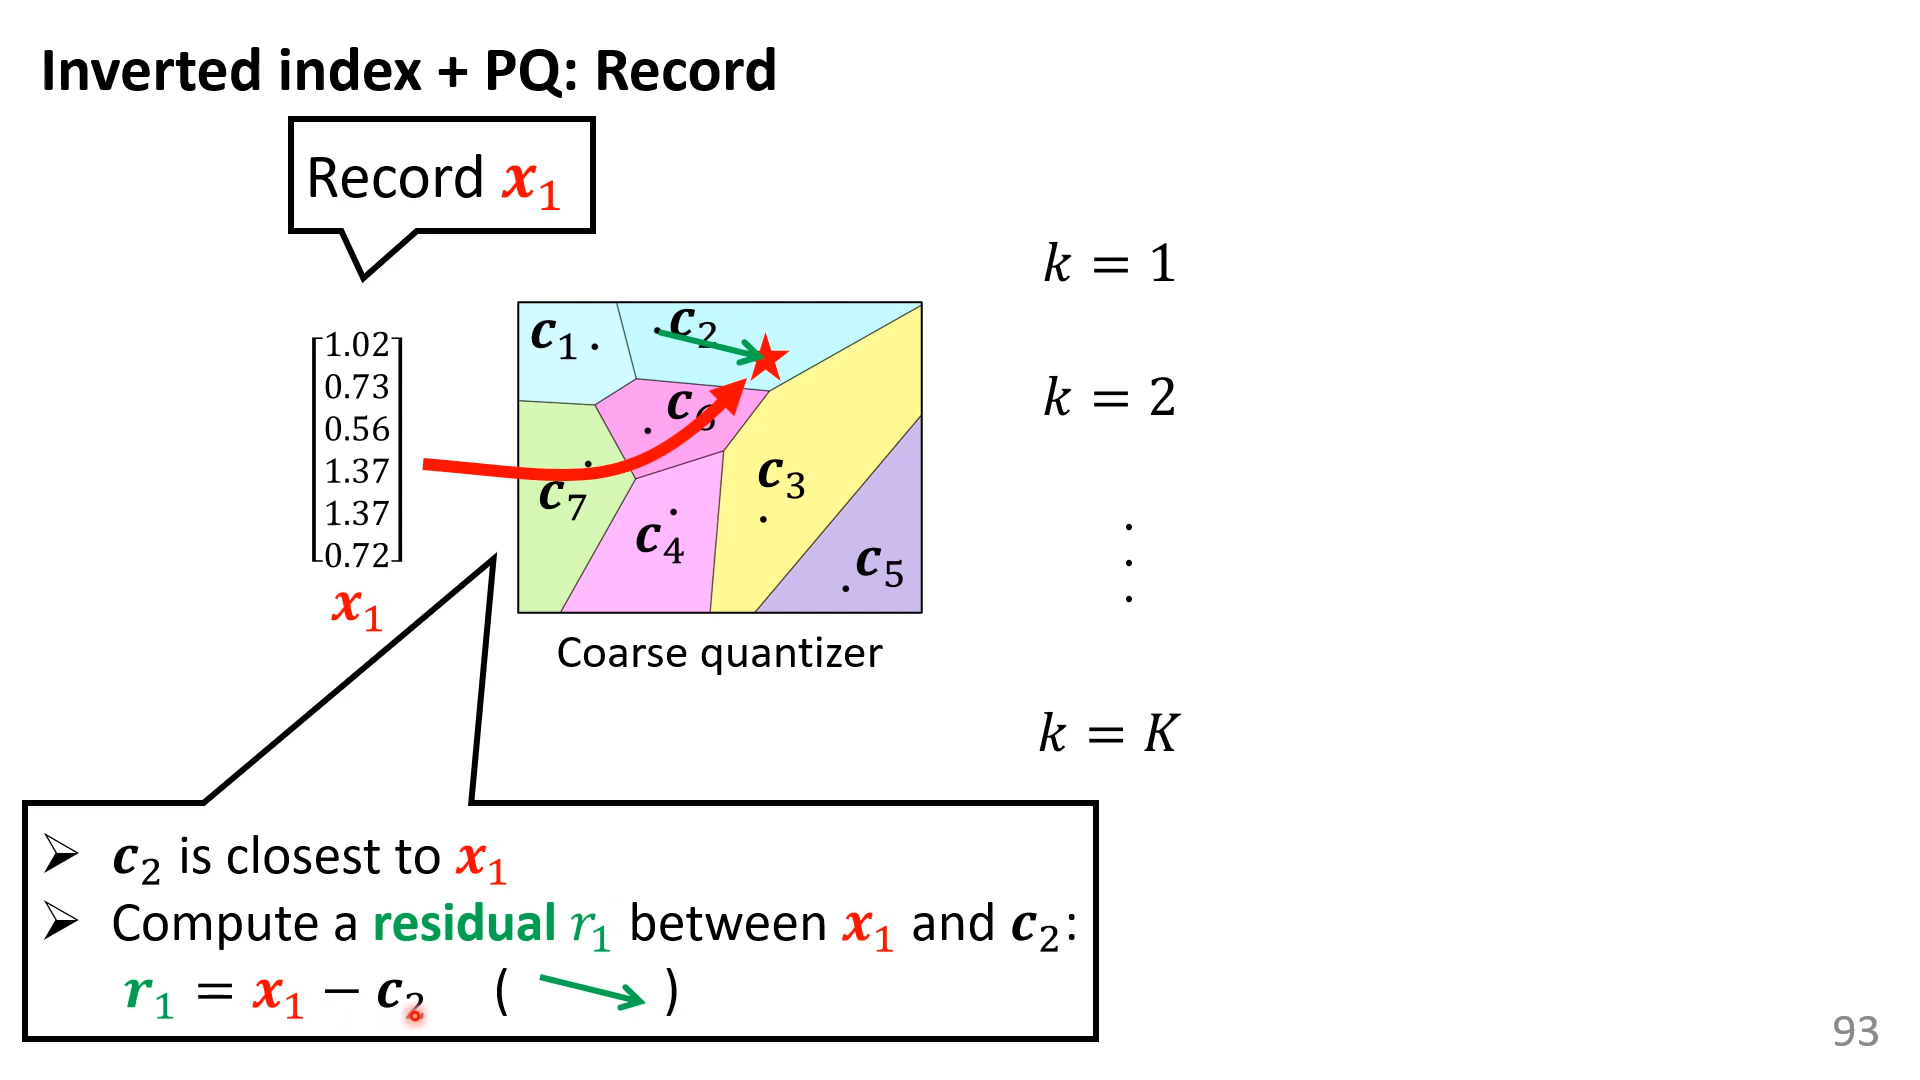 Inverted index + PQ: Record
Record x₁
1.02
0.73
0.56
1.37
1.37
0.72
x₁
c₁
c₂
c₆
c₇
c₃
c₄
c₅
Coarse quantizer
k = 1
k = 2
⋮
k = K
➢ c₂ is closest to x₁
➢ Compute a residual r₁ between x₁ and c₂:
r₁ = x₁ − c₂ ( )
93